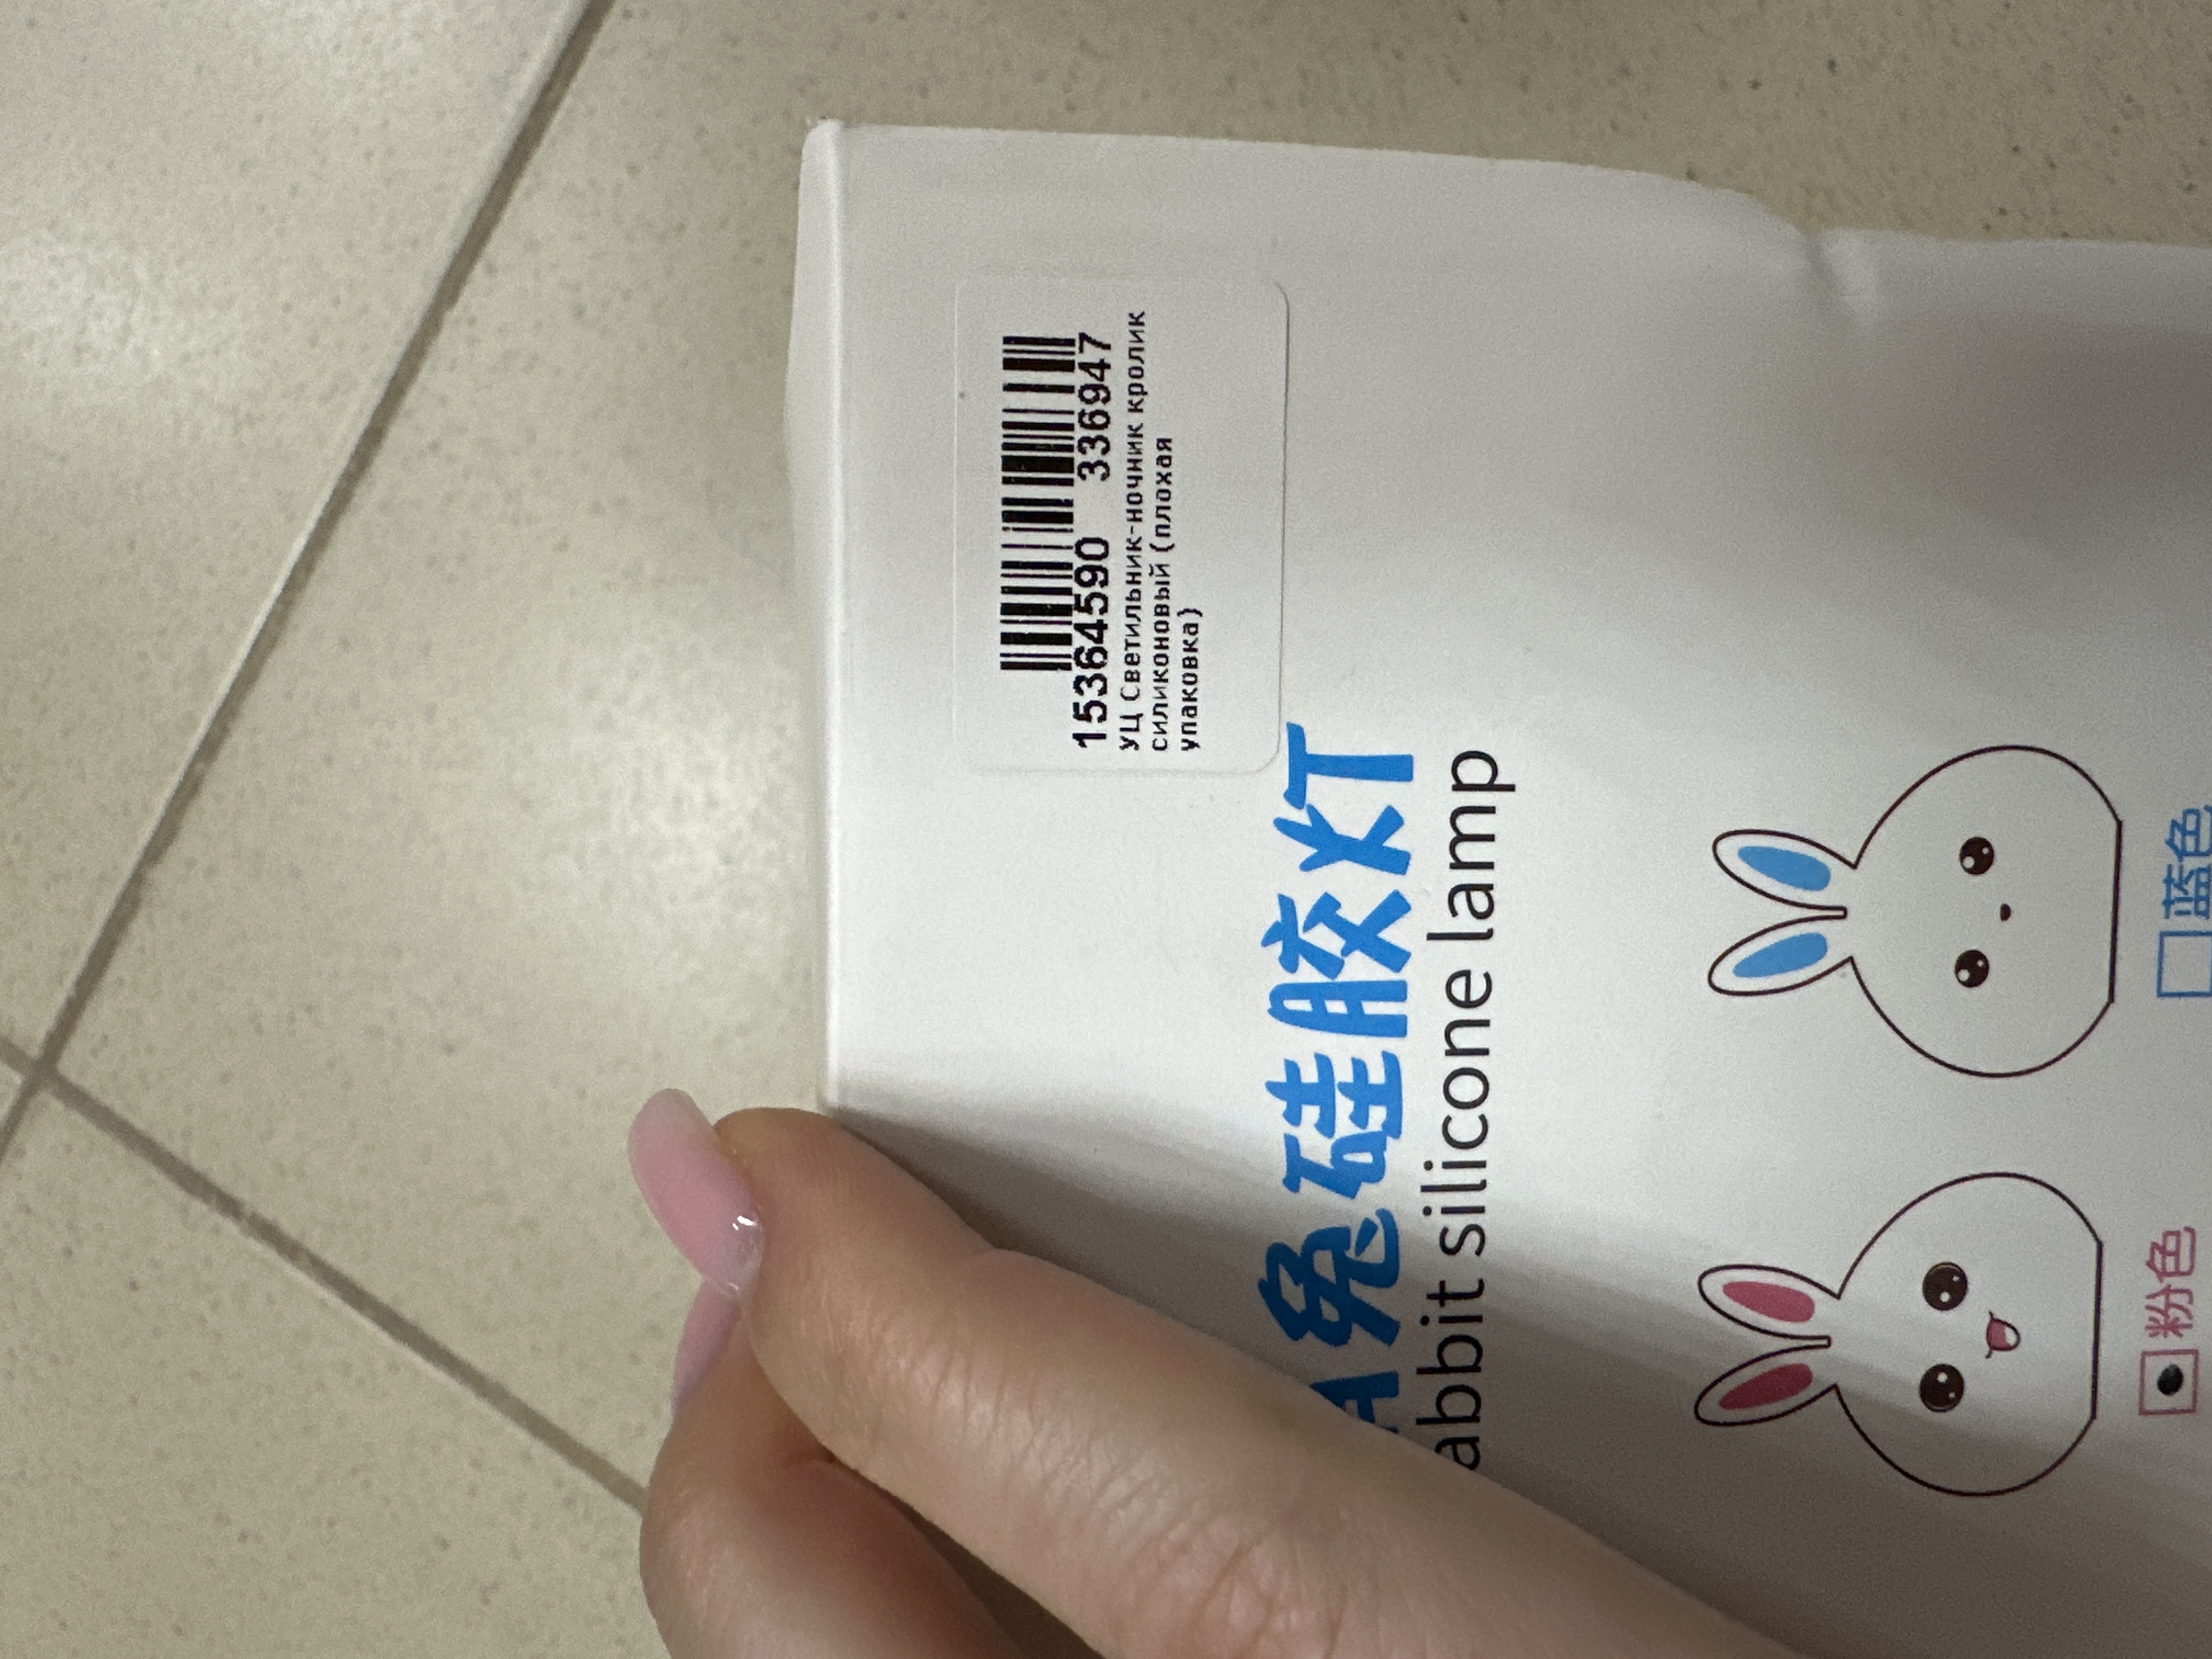 15364590 336947
УЦ Светильник-ночник кролик
силиконовый (плохая
упаковка)
兔硅胶灯
abbit silicone lamp
粉色
蓝色